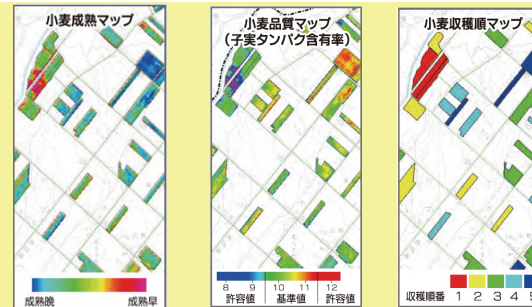 小麦成熟マップ
成熟晩 成熟早
小麦品質マップ
(子実タンパク含有率)
8 9 10 11 12
許容値 基準値 許容値
小麦収穫順マップ
収穫順番 1 2 3 4